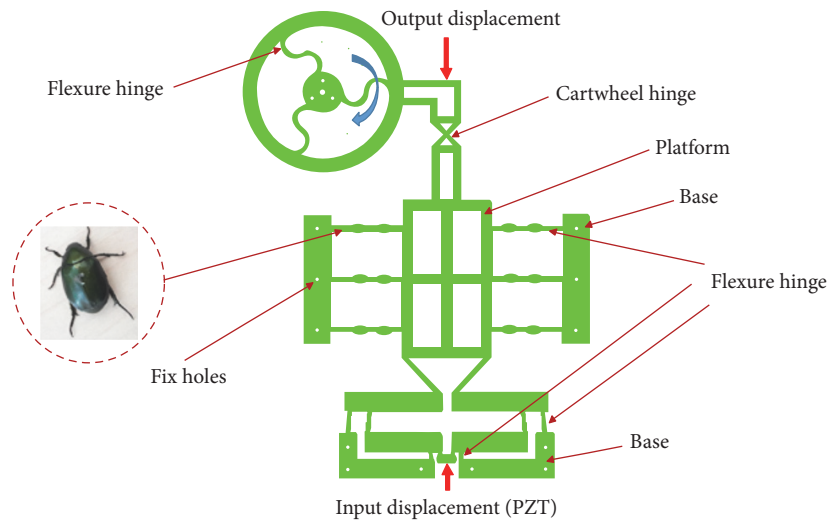 Output displacement
Flexure hinge
Cartwheel hinge
Platform
Base
Flexure hinge
Fix holes
Base
Input displacement (PZT)